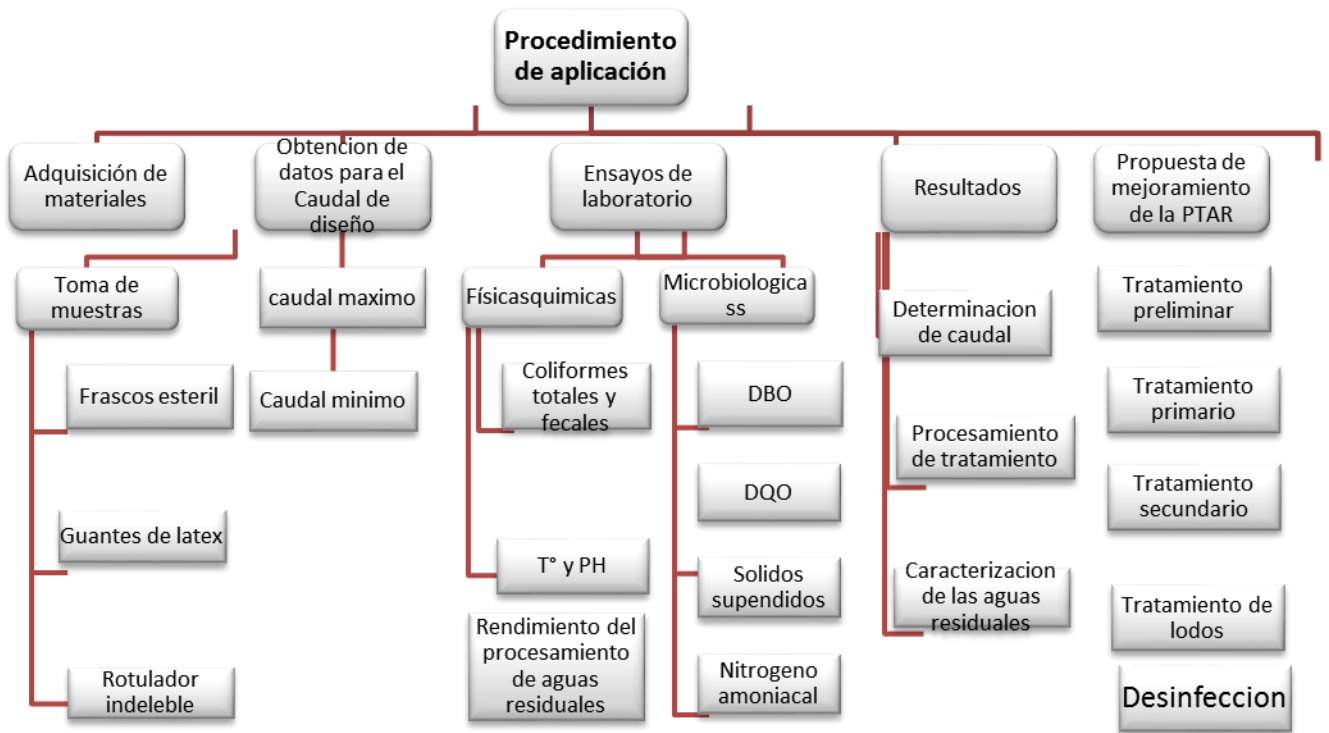 Procedimiento
de aplicación
Adquisición de
materiales
Obtencion de
datos para el
Caudal de
diseño
Ensayos de
laboratorio
Resultados
Propuesta de
mejoramiento
de la PTAR
Toma de
muestras
Frascos esteril
Guantes de latex
Rotulador
indeleble
caudal maximo
Caudal minimo
Físicasquimicas
Coliformes
totales y
fecales
T° y PH
Rendimiento del
procesamiento
de aguas
residuales
Microbiologica
ss
DBO
DQO
Solidos
supendidos
Nitrogeno
amoniacal
Determinacion
de caudal
Procesamiento
de tratamiento
Caracterizacion
de las aguas
residuales
Tratamiento
preliminar
Tratamiento
primario
Tratamiento
secundario
Tratamiento de
lodos
Desinfeccion